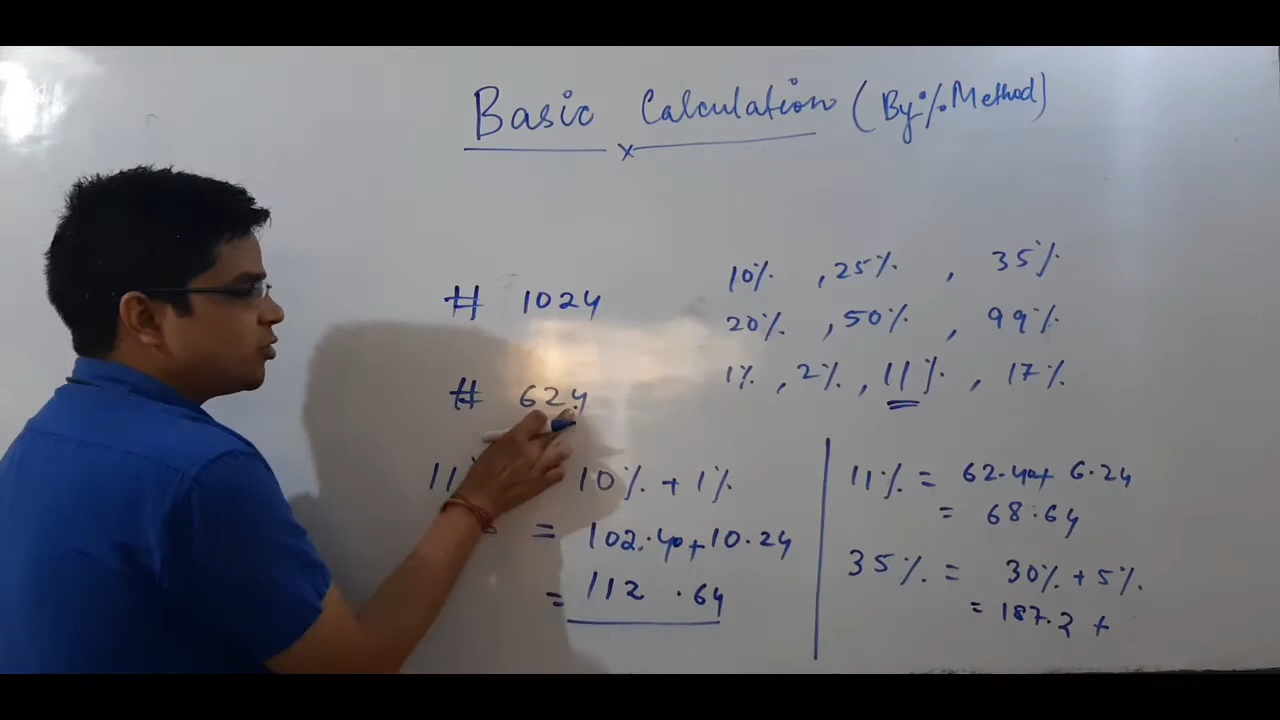 Basic Calculation (By % Method)
x
# 1024
10% , 25% , 35%
20% , 50% , 99%
1% , 2% , 11% , 17%
# 624
11 10% + 1%
= 102.40+10.24
= 112.64
11% = 62.40+ 6.24
= 68.64
35% = 30% + 5%
= 187.2 +